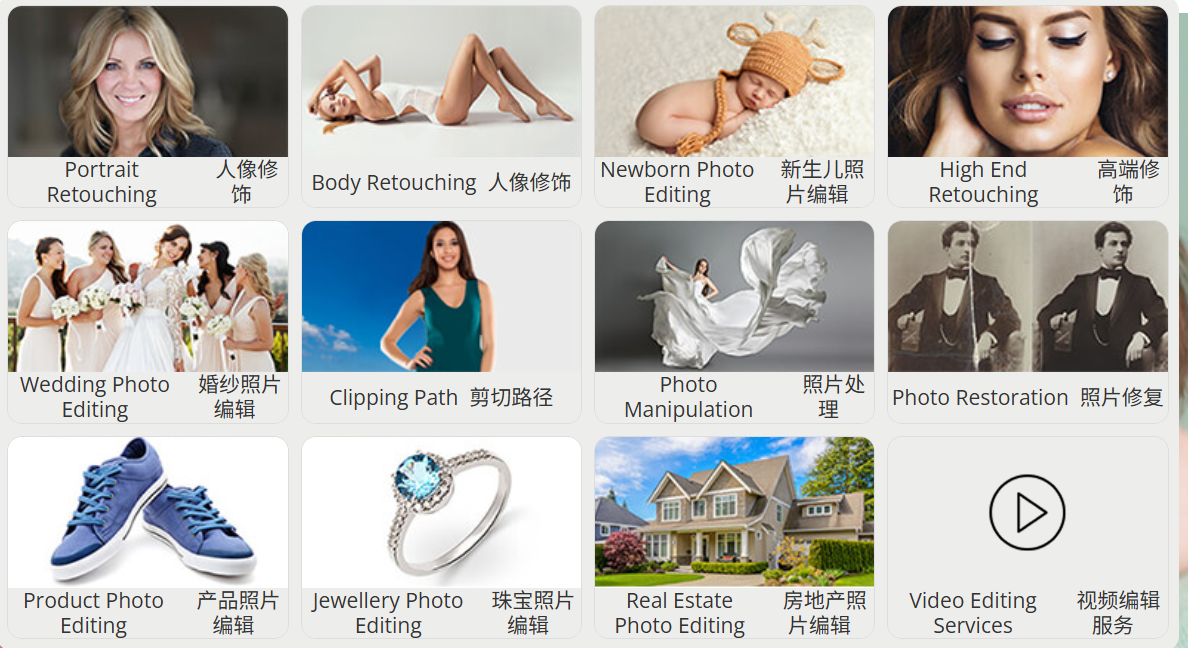 Portrait
Retouching
人像修
饰
Body Retouching 人像修饰
Newborn Photo
Editing
新生儿照
片编辑
High End
Retouching
高端修
饰
Wedding Photo
Editing
婚纱照片
编辑
Clipping Path 剪切路径
Photo
Manipulation
照片处
理
Photo Restoration 照片修复
Product Photo
Editing
产品照片
编辑
Jewellery Photo
Editing
珠宝照片
编辑
Real Estate
Photo Editing
房地产照
片编辑
Video Editing
Services
视频编辑
服务